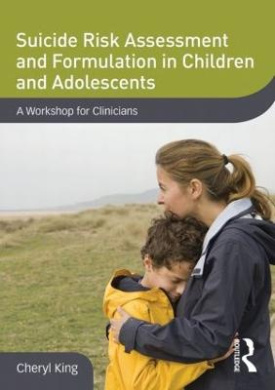 Suicide Risk Assessment
and Formulation in Children
and Adolescents
A Workshop for Clinicians
Cheryl King
R
ROUTLEDGE